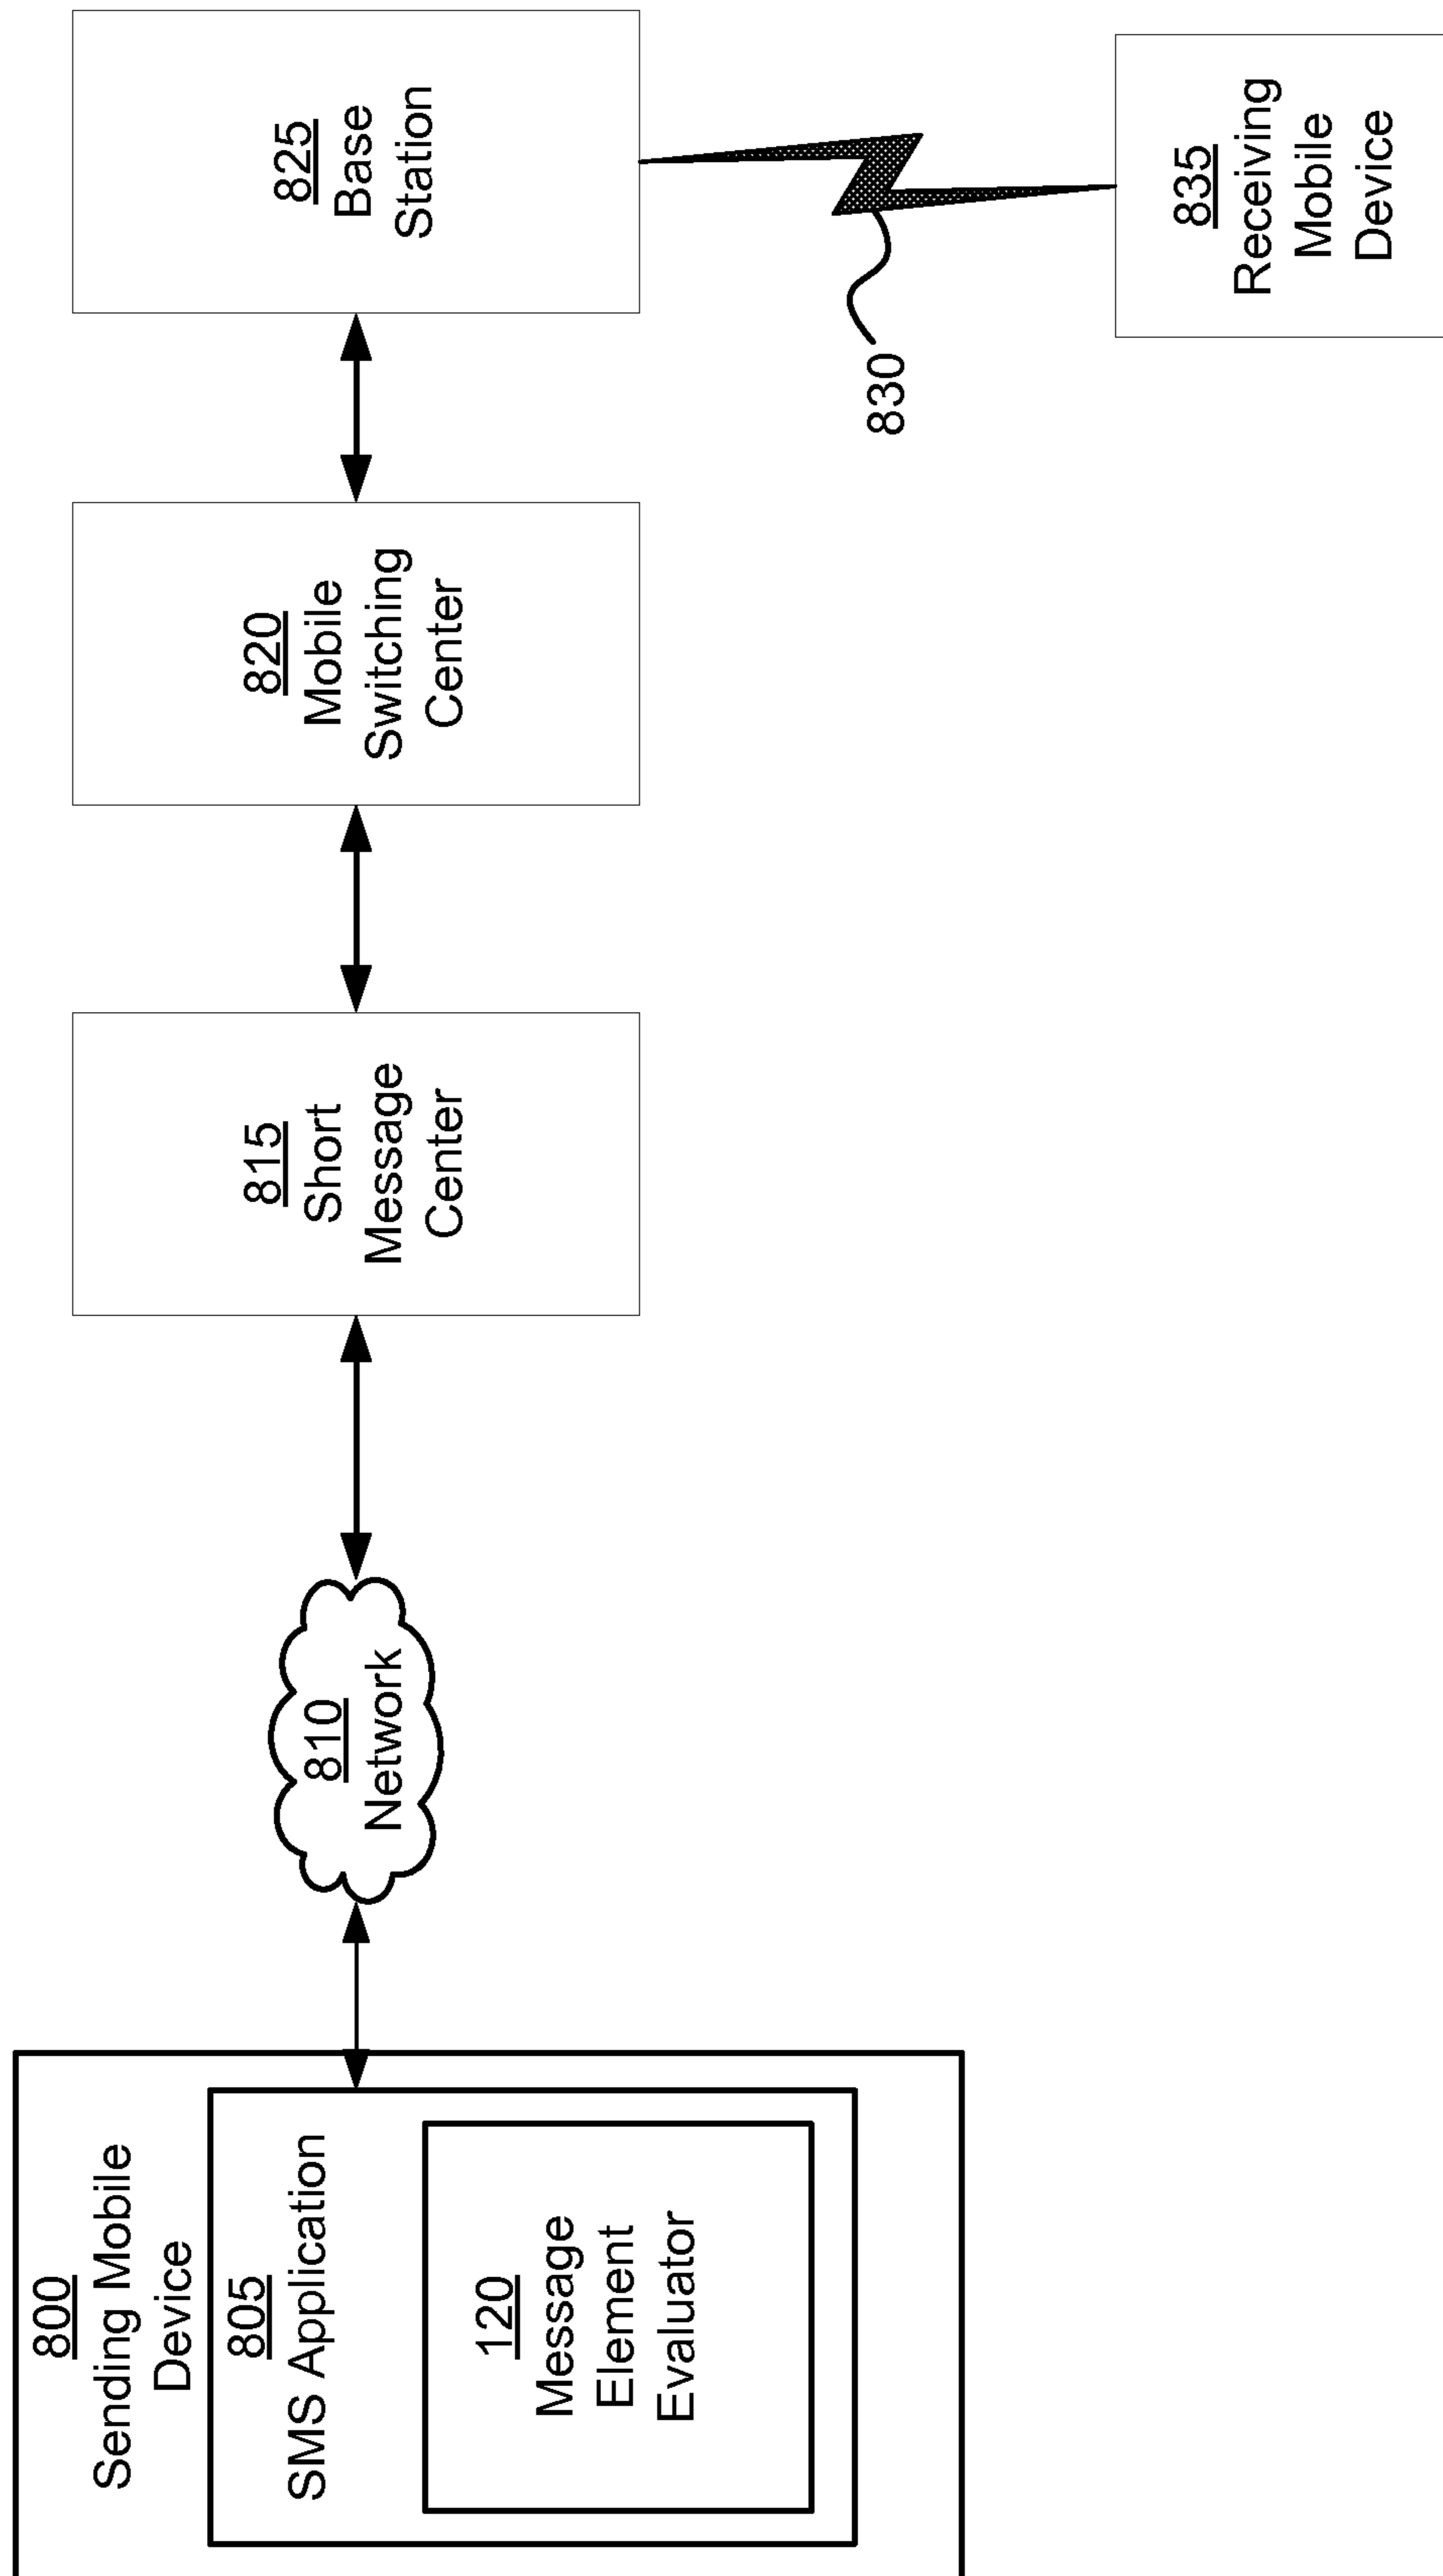 800
Sending Mobile
Device
805
SMS Application
120
Message
Element
Evaluator
810
Network
815
Short
Message
Center
820
Mobile
Switching
Center
825
Base
Station
830
835
Receiving
Mobile
Device